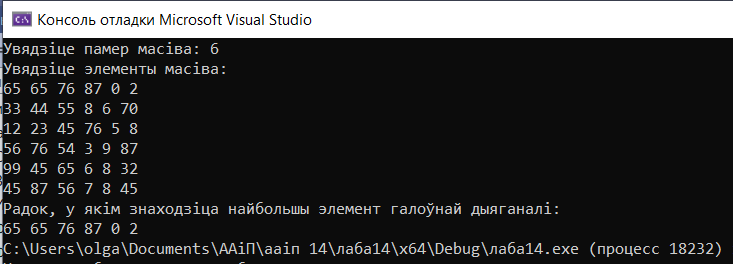 Консоль отладки Microsoft Visual Studio
Увядзіце памер масіва: 6
Увядзіце элементы масіва:
65 65 76 87 0 2
33 44 55 8 6 70
12 23 45 76 5 8
56 76 54 3 9 87
99 45 65 6 8 32
45 87 56 7 8 45
Радок, у якім знаходзіца найбольшы элемент галоўнай дыяганалі:
65 65 76 87 0 2
C:\Users\olga\Documents\ААіП\ааіп 14\лаба14\x64\Debug\лаба14.exe (процесс 18232)